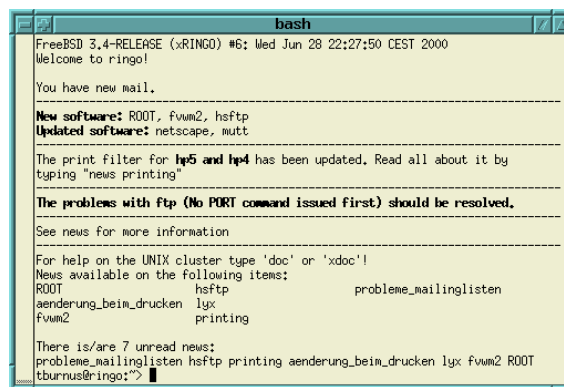 bash
FreeBSD 3.4-RELEASE (xRINGO) #6: Wed Jun 28 22:27:50 CEST 2000
Welcome to ringo!
You have new mail.
New software: ROOT, fvwm2, hsftp
Updated software: netscape, mutt
The print filter for hp5 and hp4 has been updated. Read all about it by
typing "news printing"
The problems with ftp (No PORT command issued first) should be resolved.
See news for more information
For help on the UNIX cluster type 'doc' or 'xdoc'!
News available on the following items:
ROOT hsftp probleme_mailinglisten
aenderung_beim_drucken lyx
fvwm2 printing
There is/are 7 unread news:
probleme_mailinglisten hsftp printing aenderung_beim_drucken lyx fvwm2 ROOT
tburnus@ringo:~>